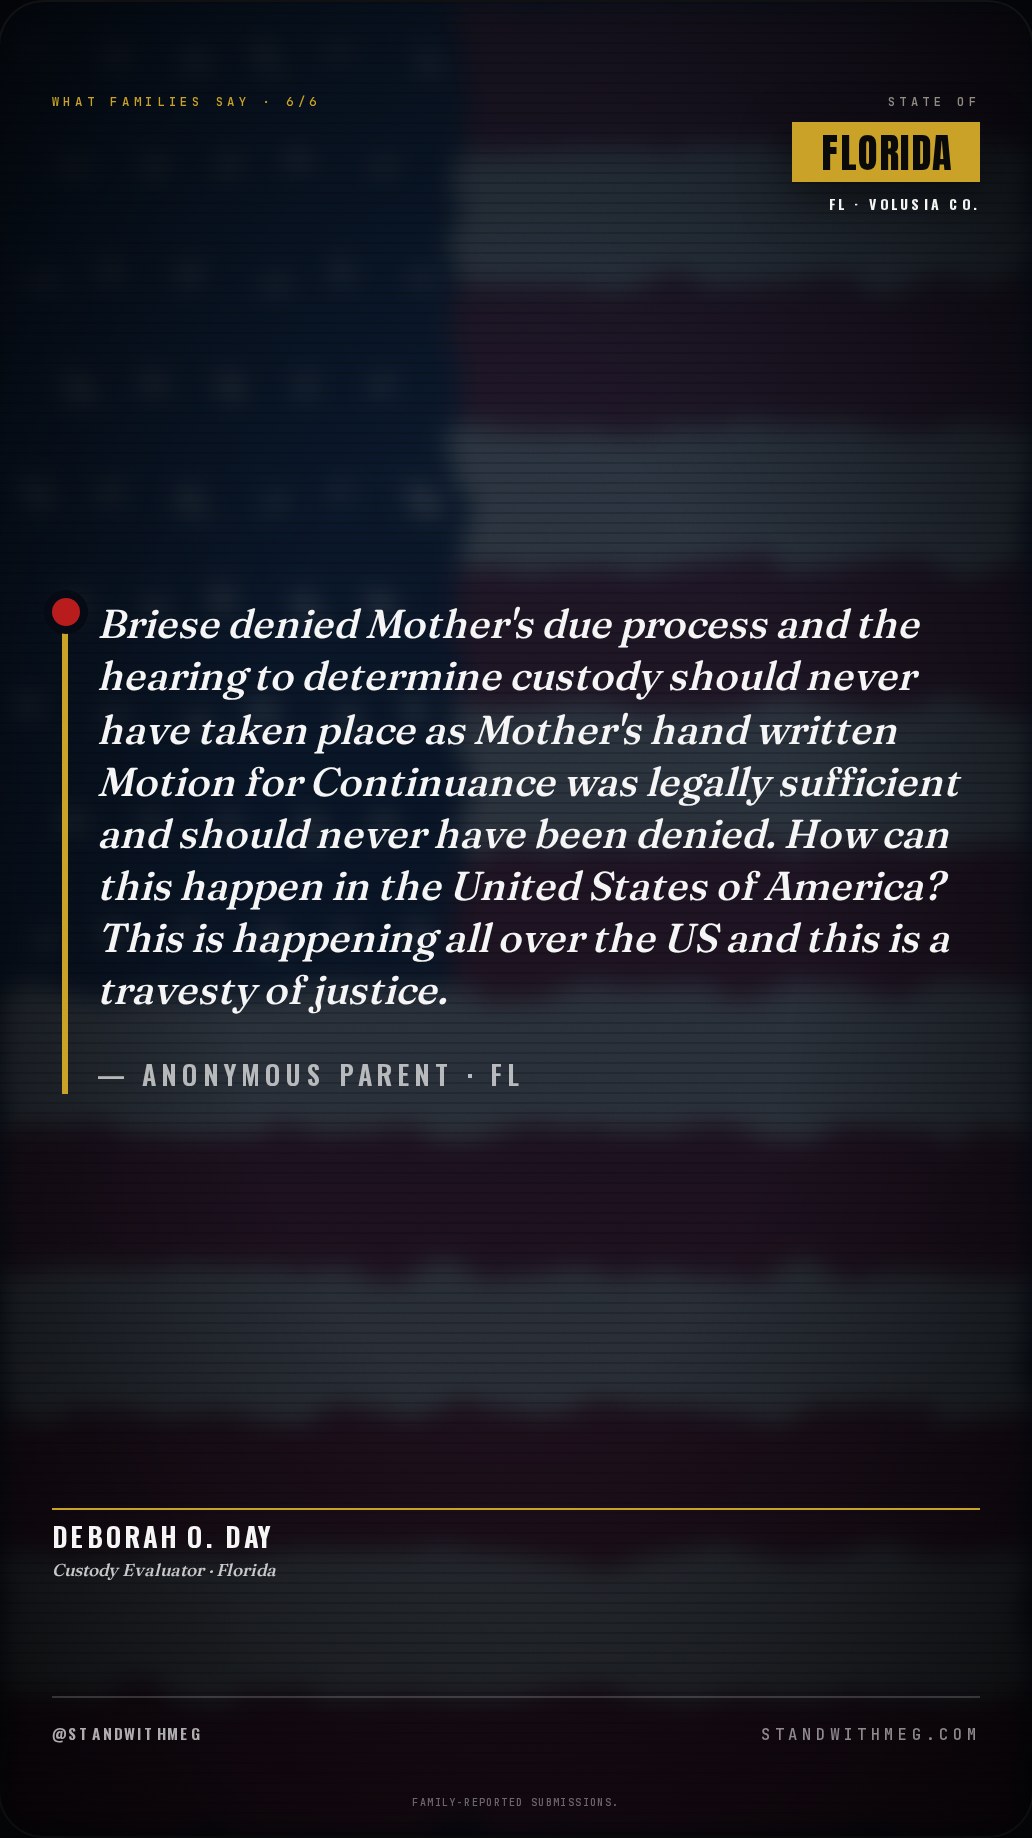 WHAT FAMILIES SAY · 6/6
STATE OF
FLORIDA
FL · VOLUSIA CO.
Briese denied Mother's due process and the
hearing to determine custody should never
have taken place as Mother's hand written
Motion for Continuance was legally sufficient
and should never have been denied. How can
this happen in the United States of America?
This is happening all over the US and this is a
travesty of justice.
— ANONYMOUS PARENT · FL
DEBORAH O. DAY
Custody Evaluator · Florida
@STANDWITHMEG
STANDWITHMEG.COM
FAMILY-REPORTED SUBMISSIONS.